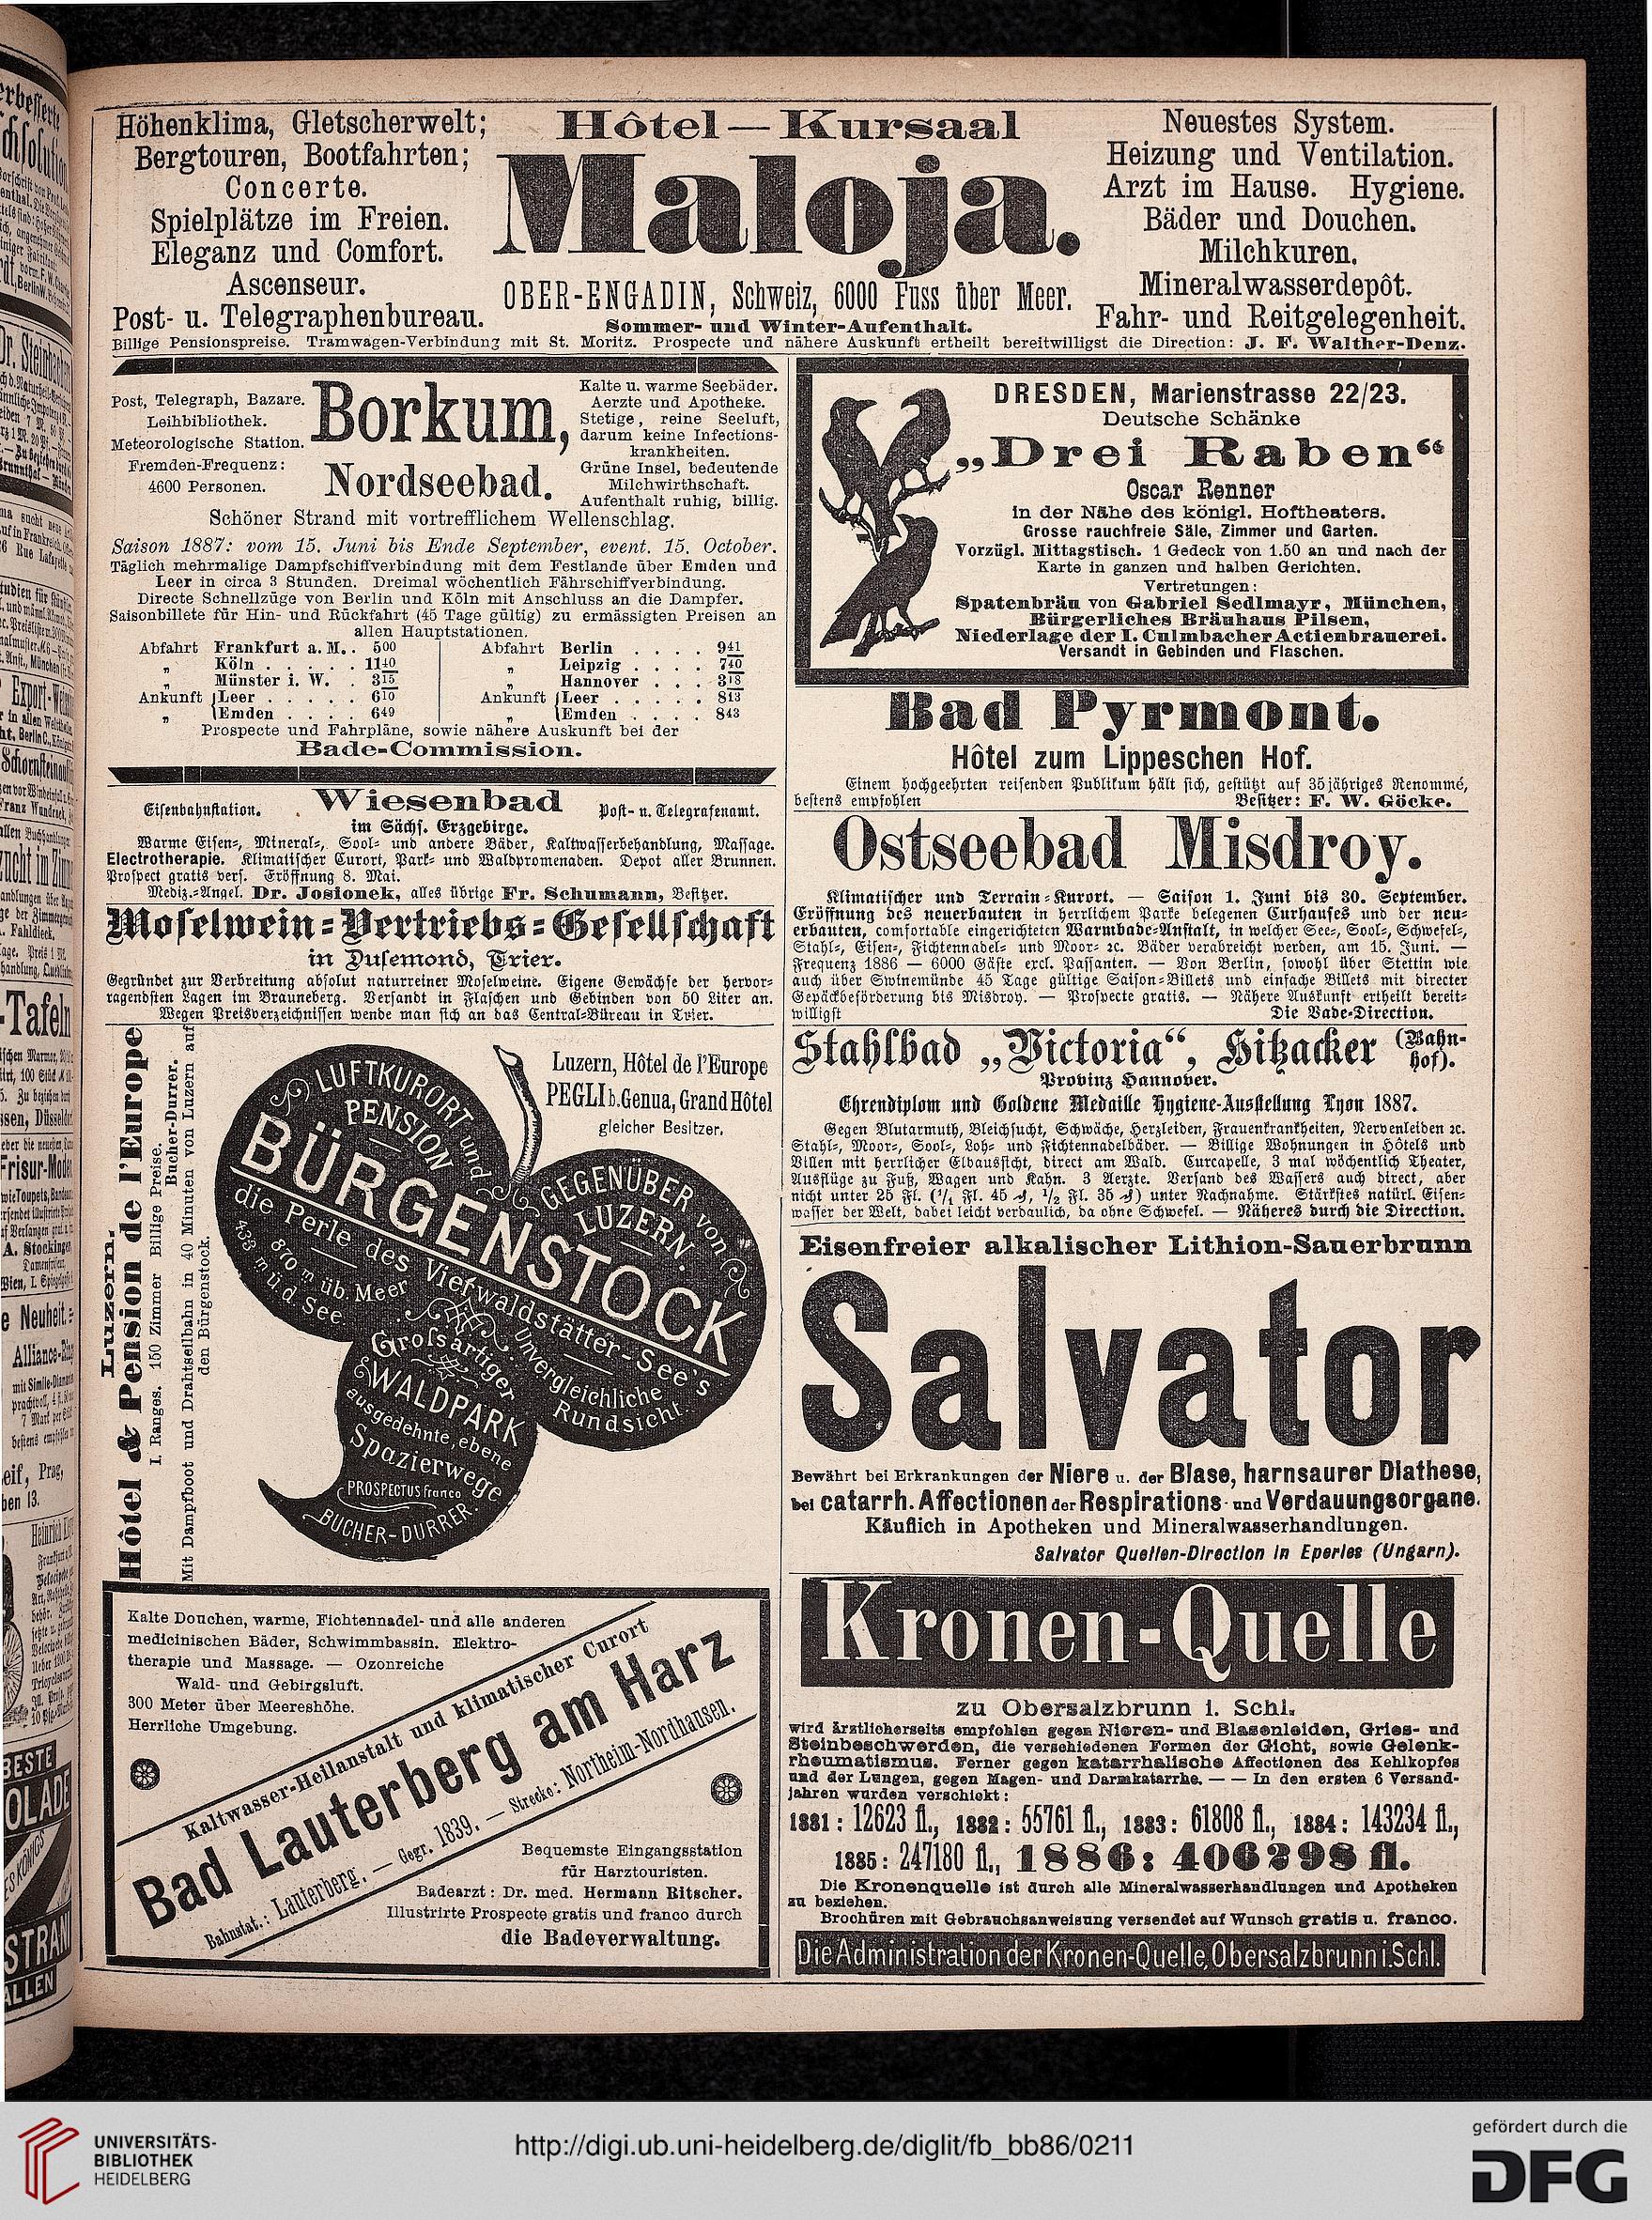 Höhenklima, Gletscherwelt;
Bergtouren, Bootfahrten;
Concerte.
Spielplätze im Freien.
Eleganz und Comfort.
Ascenseur.
Post- u. Telegraphenbureau.
Hôtel — Kursaal
Maloja.
OBER-ENGADIN, Schweiz, 6000 Fuss über Meer.
Sommer- und Winter-Aufenthalt.
Neuestes System.
Heizung und Ventilation.
Arzt im Hause. Hygiene.
Bäder und Douchen.
Milchkuren.
Mineralwasserdepôt.
Fahr- und Reitgelegenheit.
Billige Pensionspreise. Tramwagen-Verbindung mit St. Moritz. Prospecte und nähere Auskunft ertheilt bereitwilligst die Direction: J. F. Walther-Denz.
Post, Telegraph, Bazare.
Leihbibliothek.
Meteorologische Station.
Fremden-Frequenz:
4600 Personen.
Borkum,
Nordseebad.
Kalte u. warme Seebäder.
Aerzte und Apotheke.
Stetige, reine Seeluft,
darum keine Infections-
krankheiten.
Grüne Insel, bedeutende
Milchwirthschaft.
Aufenthalt ruhig, billig.
Schöner Strand mit vortrefflichem Wellenschlag.
Saison 1887: vom 15. Juni bis Ende September, event. 15. October.
Täglich mehrmalige Dampfschiffverbindung mit dem Festlande über Emden und
Leer in circa 3 Stunden. Dreimal wöchentlich Fährschiffverbindung.
Directe Schnellzüge von Berlin und Köln mit Anschluss an die Dampfer.
Saisonbillete für Hin- und Rückfahrt (45 Tage gültig) zu ermässigten Preisen an
allen Hauptstationen.
Abfahrt Frankfurt a. M. . 500
„ Köln . . . . . 1140
„ Münster i. W. . 315
Ankunft {Leer . . . . . 610
„ {Emden . . . . 649
Abfahrt Berlin . . . . 941
„ Leipzig . . . . 740
„ Hannover . . . 318
Ankunft {Leer . . . . . 813
„ {Emden . . . . 843
Prospecte und Fahrpläne, sowie nähere Auskunft bei der
Bade-Commission.
Eisenbahnstation.
Wiesenbad
Post- u. Telegrafenamt.
im Sächs. Erzgebirge.
Warme Eisen-, Mineral-, Sool- und andere Bäder, Kaltwasserbehandlung, Massage.
Electrotherapie. Klimatischer Curort, Park- und Waldpromenaden. Depot aller Brunnen.
Prospect gratis vers. Eröffnung 8. Mai.
Mediz.-Angel. Dr. Josionek, alles übrige Fr. Schumann, Besitzer.
Moselwein-Vertriebs-Gesellschaft
in Dusemond, Trier.
Gegründet zur Verbreitung absolut naturreiner Moselweine. Eigene Gewächse der hervor-
ragendsten Lagen im Brauneberg. Versandt in Flaschen und Gebinden von 50 Liter an.
Wegen Preisverzeichnissen wende man sich an das Central-Büreau in Trier.
Luzern.
Hôtel & Pension de l'Europe
I. Ranges. 150 Zimmer Billige Preise.
Bucher-Durrer.
Mit Dampfboot und Drahtseilbahn in 40 Minuten von Luzern auf
den Bürgenstock.
Luzern, Hôtel de l'Europe
PEGLI b. Genua, Grand Hôtel
gleicher Besitzer.
LUFTKURORT und
PENSION
BÜRGENSTOCK
GEGENÜBER von
LUZERN.
die Perle des Vierwaldstätter-See's
870 m üb. Meer
433 m ü. d. See.
Grofsartiger
WALDPARK
Unvergleichliche
Rundsicht.
ausgedehnte, ebene
Spazierwege
PROSPECTUS franco
BUCHER-DURRER.
Kalte Douchen, warme, Fichtennadel- und alle anderen
medicinischen Bäder, Schwimmbassin. Elektro-
therapie und Massage. — Ozonreiche
Wald- und Gebirgsluft.
300 Meter über Meereshöhe.
Herrliche Umgebung.
Kaltwasser-Heilanstalt und klimatischer Curort
Bad Lauterberg am Harz
Bahnstat.: Lauterberg. — Gegr. 1839. — Strecke: Northeim-Nordhausen.
Bequemste Eingangsstation
für Harztouristen.
Badearzt: Dr. med. Hermann Ritscher.
Illustrirte Prospecte gratis und franco durch
die Badeverwaltung.
DRESDEN, Marienstrasse 22/23.
Deutsche Schänke
„Drei Raben“
Oscar Renner
in der Nähe des königl. Hoftheaters.
Grosse rauchfreie Säle, Zimmer und Garten.
Vorzügl. Mittagstisch. 1 Gedeck von 1.50 an und nach der
Karte in ganzen und halben Gerichten.
Vertretungen:
Spatenbräu von Gabriel Sedlmayr, München,
Bürgerliches Bräuhaus Pilsen,
Niederlage der I. Culmbacher Actienbrauerei.
Versandt in Gebinden und Flaschen.
Bad Pyrmont.
Hôtel zum Lippeschen Hof.
Einem hochgeehrten reisenden Publikum hält sich, gestützt auf 35jähriges Renommé,
bestens empfohlen Besitzer: F. W. Göcke.
Ostseebad Misdroy.
Klimatischer und Terrain-Kurort. — Saison 1. Juni bis 30. September.
Eröffnung des neuerbauten in herrlichem Parke belegenen Curhauses und der neu-
erbauten, comfortable eingerichteten Warmbade-Anstalt, in welcher See-, Sool-, Schwefel-,
Stahl-, Eisen-, Fichtennadel- und Moor- ꝛc. Bäder verabreicht werden, am 15. Juni. —
Frequenz 1886 — 6000 Gäste excl. Passanten. — Von Berlin, sowohl über Stettin wie
auch über Swinemünde 45 Tage gültige Saison-Billets und einfache Billets mit directer
Gepäckbeförderung bis Misdroy. — Prospecte gratis. — Nähere Auskunft ertheilt bereit-
willigst Die Bade-Direction.
Stahlbad „Victoria“, Hitzacker (Bahn-
hof).
Provinz Hannover.
Ehrendiplom und Goldene Medaille Hygiene-Ausstellung Lyon 1887.
Gegen Blutarmuth, Bleichsucht, Schwäche, Herzleiden, Frauenkrankheiten, Nervenleiden ꝛc.
Stahl-, Moor-, Sool-, Loh- und Fichtennadelbäder. — Billige Wohnungen in Hôtels und
Villen mit herrlicher Elbaussicht, direct am Wald. Curcapelle, 3 mal wöchentlich Theater,
Ausflüge zu Fuß, Wagen und Kahn. 3 Aerzte. Versand des Wassers auch direct, aber
nicht unter 25 Fl. (1/1 Fl. 45 ₰, 1/2 Fl. 35 ₰) unter Nachnahme. Stärkstes natürl. Eisen-
wasser der Welt, dabei leicht verdaulich, da ohne Schwefel. — Näheres durch die Direction.
Eisenfreier alkalischer Lithion-Sauerbrunn
Salvator
Bewährt bei Erkrankungen der Niere u. der Blase, harnsaurer Diathese,
bei catarrh. Affectionen der Respirations- und Verdauungsorgane.
Käuflich in Apotheken und Mineralwasserhandlungen.
Salvator Quellen-Direction in Eperies (Ungarn).
Kronen-Quelle
zu Obersalzbrunn i. Schl.
wird ärztlicherseits empfohlen gegen Nieren- und Blasenleiden, Gries- und
Steinbeschwerden, die verschiedenen Formen der Gicht, sowie Gelenk-
rheumatismus. Ferner gegen katarrhalische Affectionen des Kehlkopfes
und der Lungen, gegen Magen- und Darmkatarrhe. — — In den ersten 6 Versand-
jahren wurden verschickt:
1881: 12623 fl., 1882: 55761 fl., 1883: 61808 fl., 1884: 143234 fl.,
1885: 247180 fl., 1886: 406298 fl.
Die Kronenquelle ist durch alle Mineralwasserhandlungen und Apotheken
zu beziehen.
Brochüren mit Gebrauchsanweisung versendet auf Wunsch gratis u. franco.
Die Administration der Kronen-Quelle, Obersalzbrunn i. Schl.
UNIVERSITÄTS-
BIBLIOTHEK
HEIDELBERG
http://digi.ub.uni-heidelberg.de/diglit/fb_bb86/0211
gefördert durch die
DFG